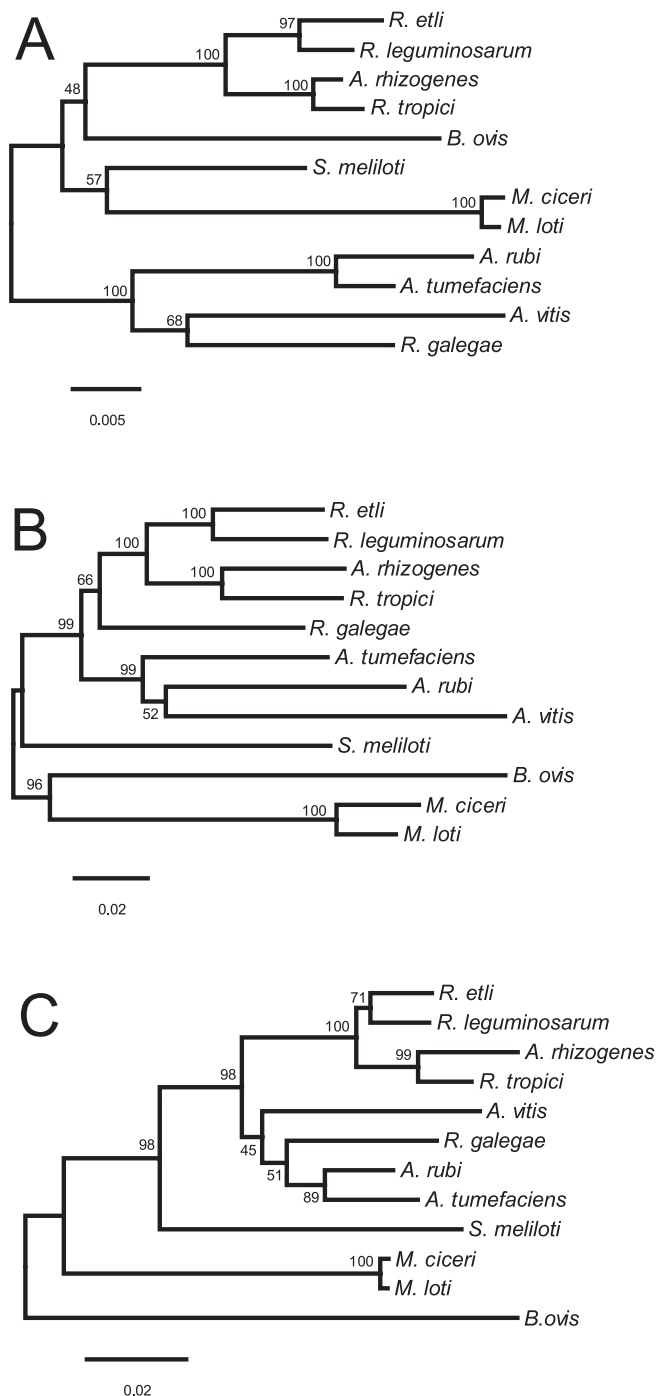 A
97
R. etli
R. leguminosarum
100
100
A. rhizogenes
R. tropici
48
B. ovis
57
S. meliloti
100
M. ciceri
M. loti
100
A. rubi
A. tumefaciens
100
68
A. vitis
R. galegae
0.005
B
100
R. etli
R. leguminosarum
100
100
A. rhizogenes
R. tropici
66
R. galegae
99
99
A. tumefaciens
A. rubi
52
A. vitis
S. meliloti
B. ovis
96
100
M. ciceri
M. loti
0.02
C
71
R. etli
R. leguminosarum
100
99
A. rhizogenes
R. tropici
98
A. vitis
45
R. galegae
51
A. rubi
89
A. tumefaciens
98
S. meliloti
100
M. ciceri
M. loti
B.ovis
0.02